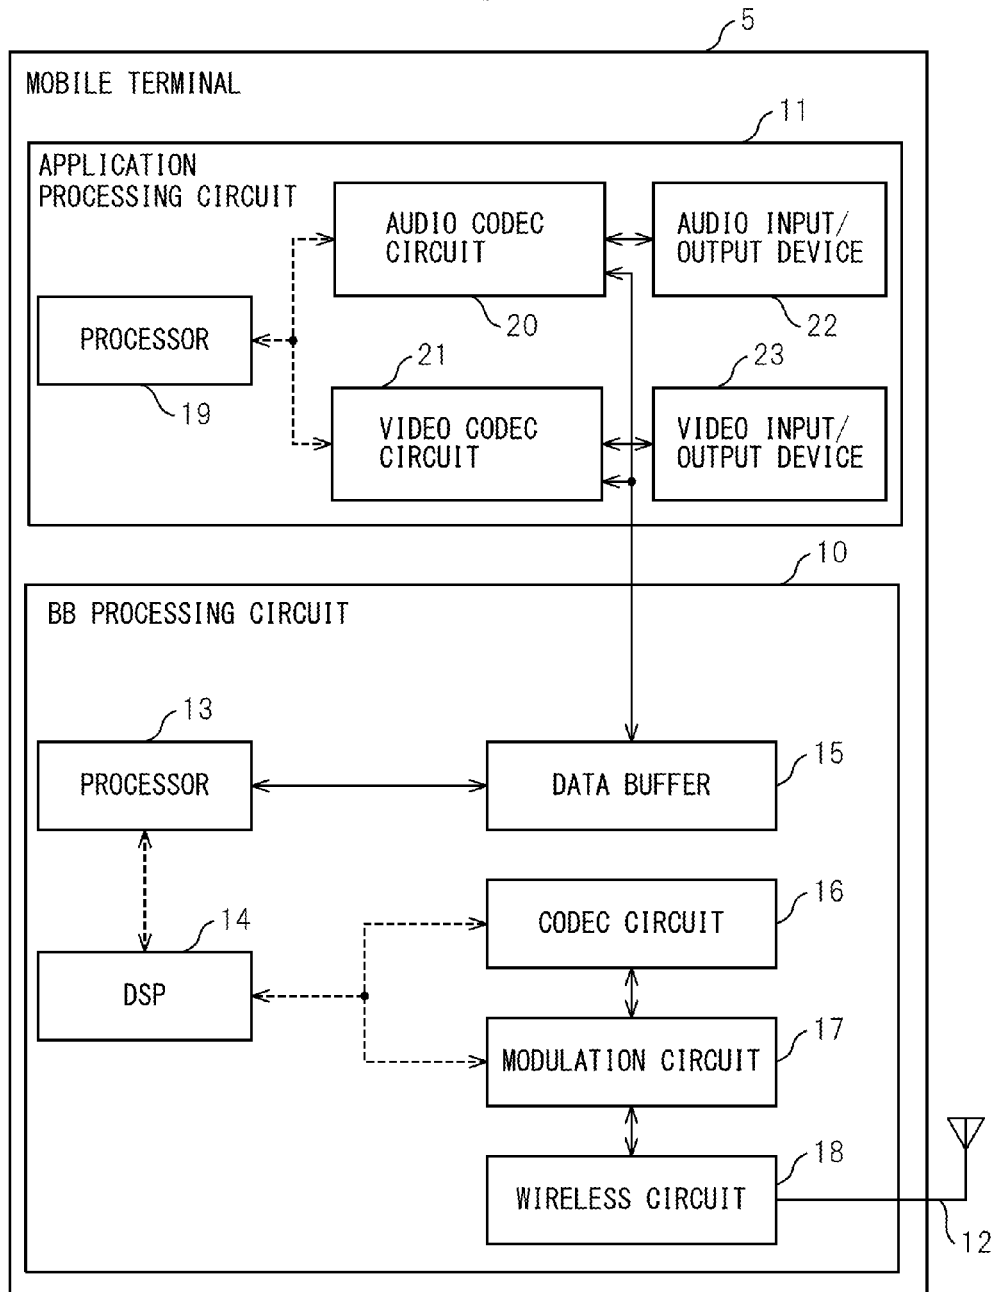 5
MOBILE TERMINAL
11
APPLICATION
PROCESSING CIRCUIT
AUDIO CODEC
CIRCUIT
20
AUDIO INPUT/
OUTPUT DEVICE
22
PROCESSOR
19
21
VIDEO CODEC
CIRCUIT
23
VIDEO INPUT/
OUTPUT DEVICE
10
BB PROCESSING CIRCUIT
13
PROCESSOR
DATA BUFFER
15
14
DSP
CODEC CIRCUIT
16
MODULATION CIRCUIT
17
WIRELESS CIRCUIT
18
12